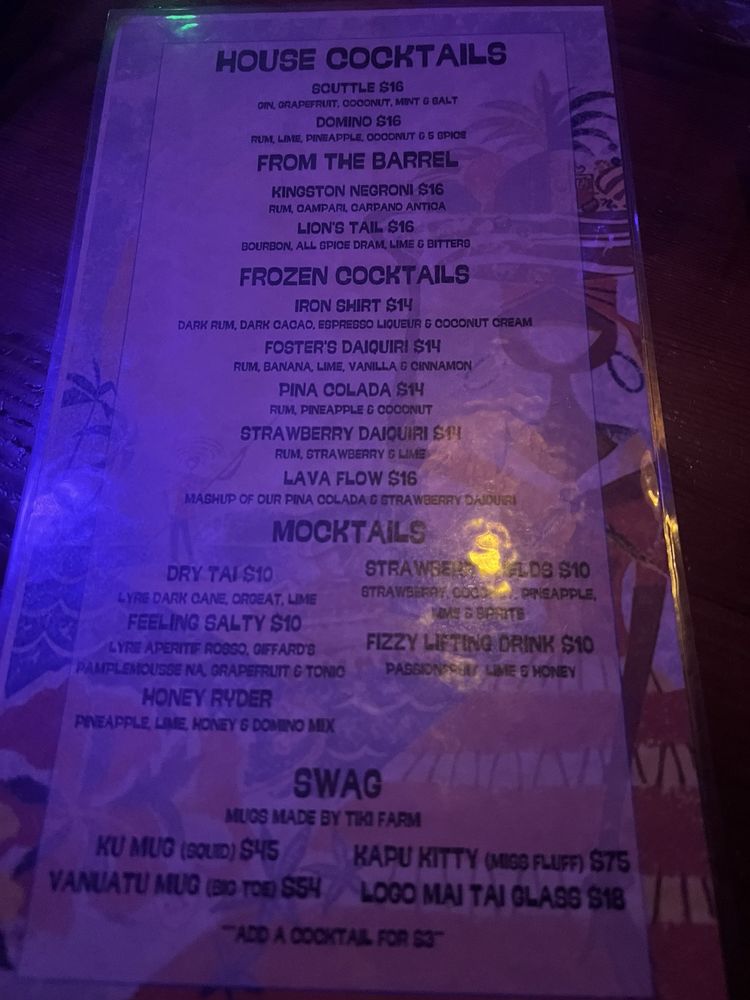 HOUSE COCKTAILS
SCUTTLE $16
GIN, GRAPEFRUIT, COCONUT, MINT & SALT
DOMINO $16
RUM, LIME, PINEAPPLE, COCONUT & 5 SPICE
FROM THE BARREL
KINGSTON NEGRONI $16
RUM, CAMPARI, CARPANO ANTICA
LION'S TAIL $16
BOURBON, ALL SPICE DRAM, LIME & BITTERS
FROZEN COCKTAILS
IRON SHIRT $14
DARK RUM, DARK CACAO, ESPRESSO LIQUEUR & COCONUT CREAM
FOSTER'S DAIQUIRI $14
RUM, BANANA, LIME, VANILLA & CINNAMON
PINA COLADA $14
RUM, PINEAPPLE & COCONUT
STRAWBERRY DAIQUIRI $14
RUM, STRAWBERRY & LIME
LAVA FLOW $16
MASHUP OF OUR PINA COLADA & STRAWBERRY DAIQUIRI
MOCKTAILS
DRY TAI $10
LYRE DARK CANE, ORGEAT, LIME
FEELING SALTY $10
LYRE APERITIF ROSSO, GIFFARD'S
PAMPLEMOUSSE NA, GRAPEFRUIT & TONIC
HONEY RYDER
PINEAPPLE, LIME, HONEY & DOMINO MIX
$10
STRAWBERRY, PINEAPPLE,
LIME & SPRITE
FIZZY LIFTING DRINK $10
PASSIONFRUIT, LIME & HONEY
SWAG
MUGS MADE BY TIKI FARM
KU MUG (SQUID) $45
VANUATU MUG (BIG TOE) $54
KAPU KITTY (MISS FLUFF) $75
LOGO MAI TAI GLASS $18
**ADD A COCKTAIL FOR $3**